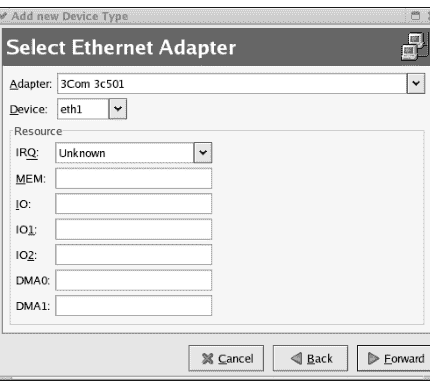 Add new Device Type
Select Ethernet Adapter
Adapter: 3Com 3c501
Device: eth1
Resource
IRQ: Unknown
MEM:
IO:
IO1:
IO2:
DMA0:
DMA1:
Cancel Back Forward